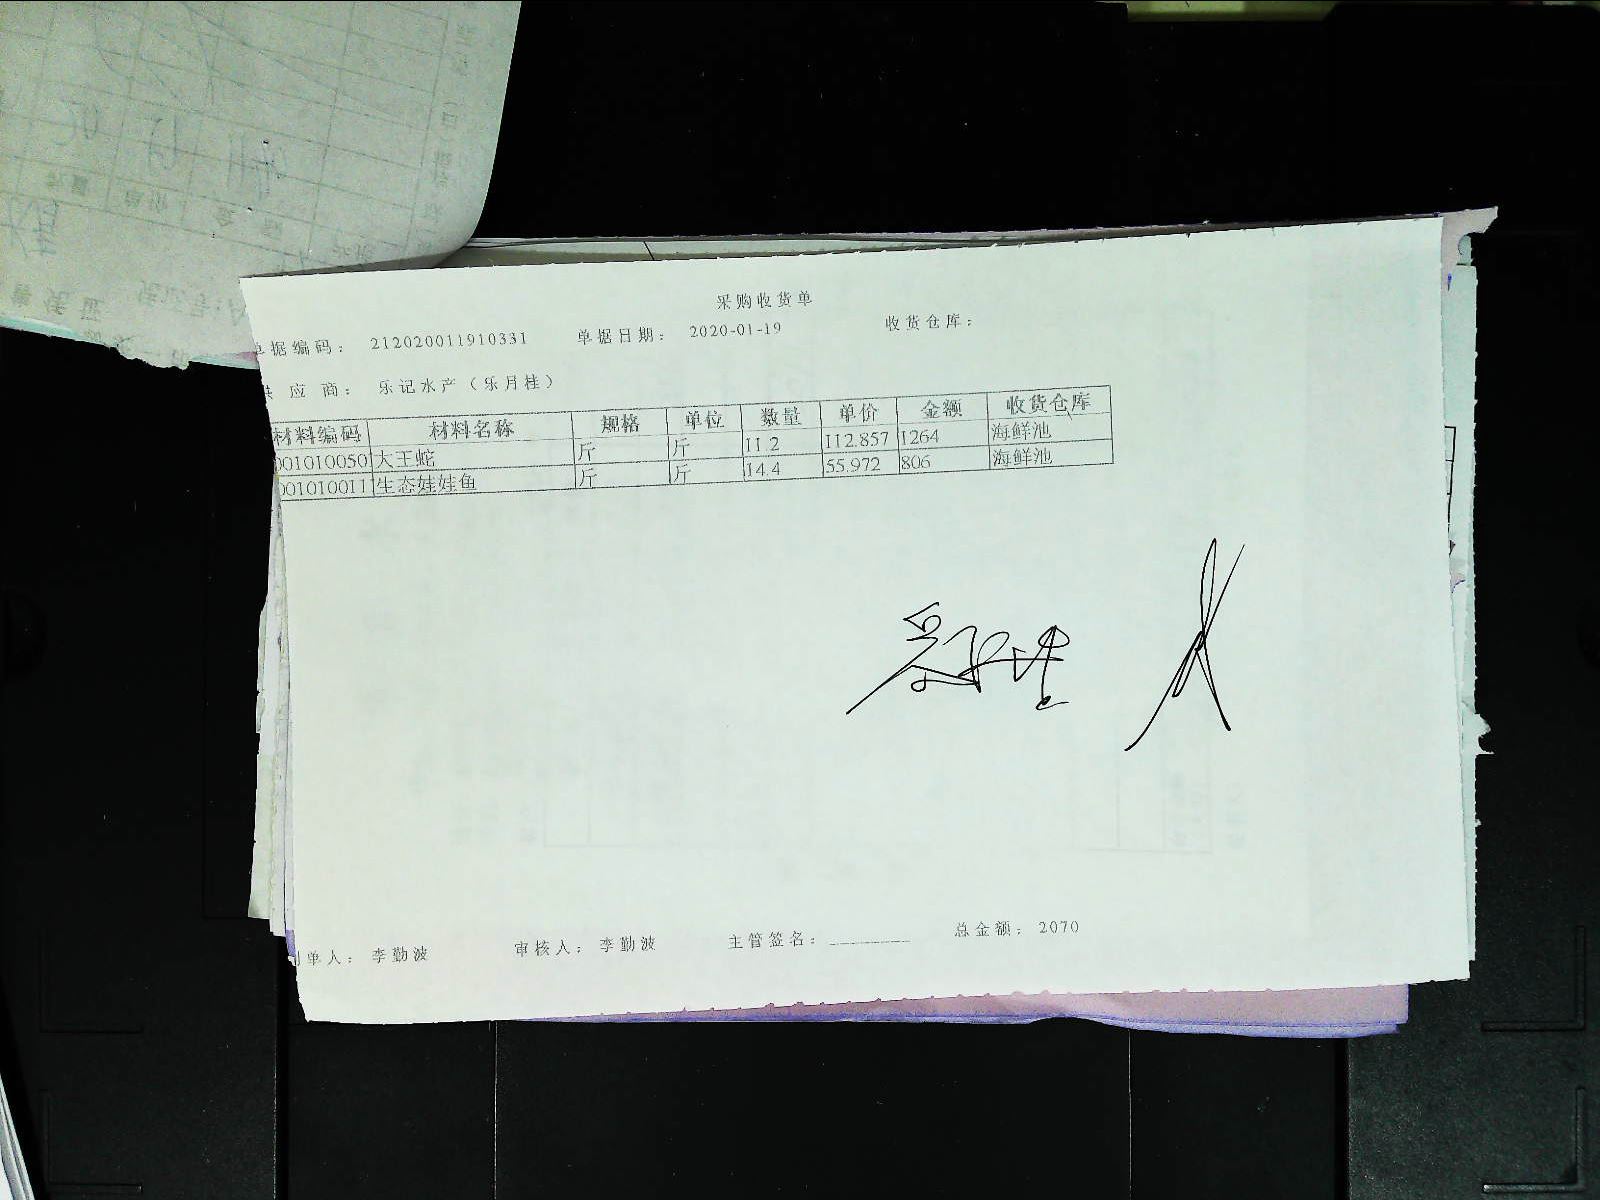 采购收货单
单据编码： 212020011910331 单据日期： 2020-01-19 收货仓库：
供 应 商： 乐记水产（乐月桂）
材料编码 材料名称 规格 单位 数量 单价 金额 收货仓库
001010050 大王蛇 斤 斤 11.2 112.857 1264 海鲜池
001010011 生态娃娃鱼 斤 斤 14.4 55.972 806 海鲜池
制单人： 李勤波 审核人： 李勤波 主管签名： 总金额： 2070